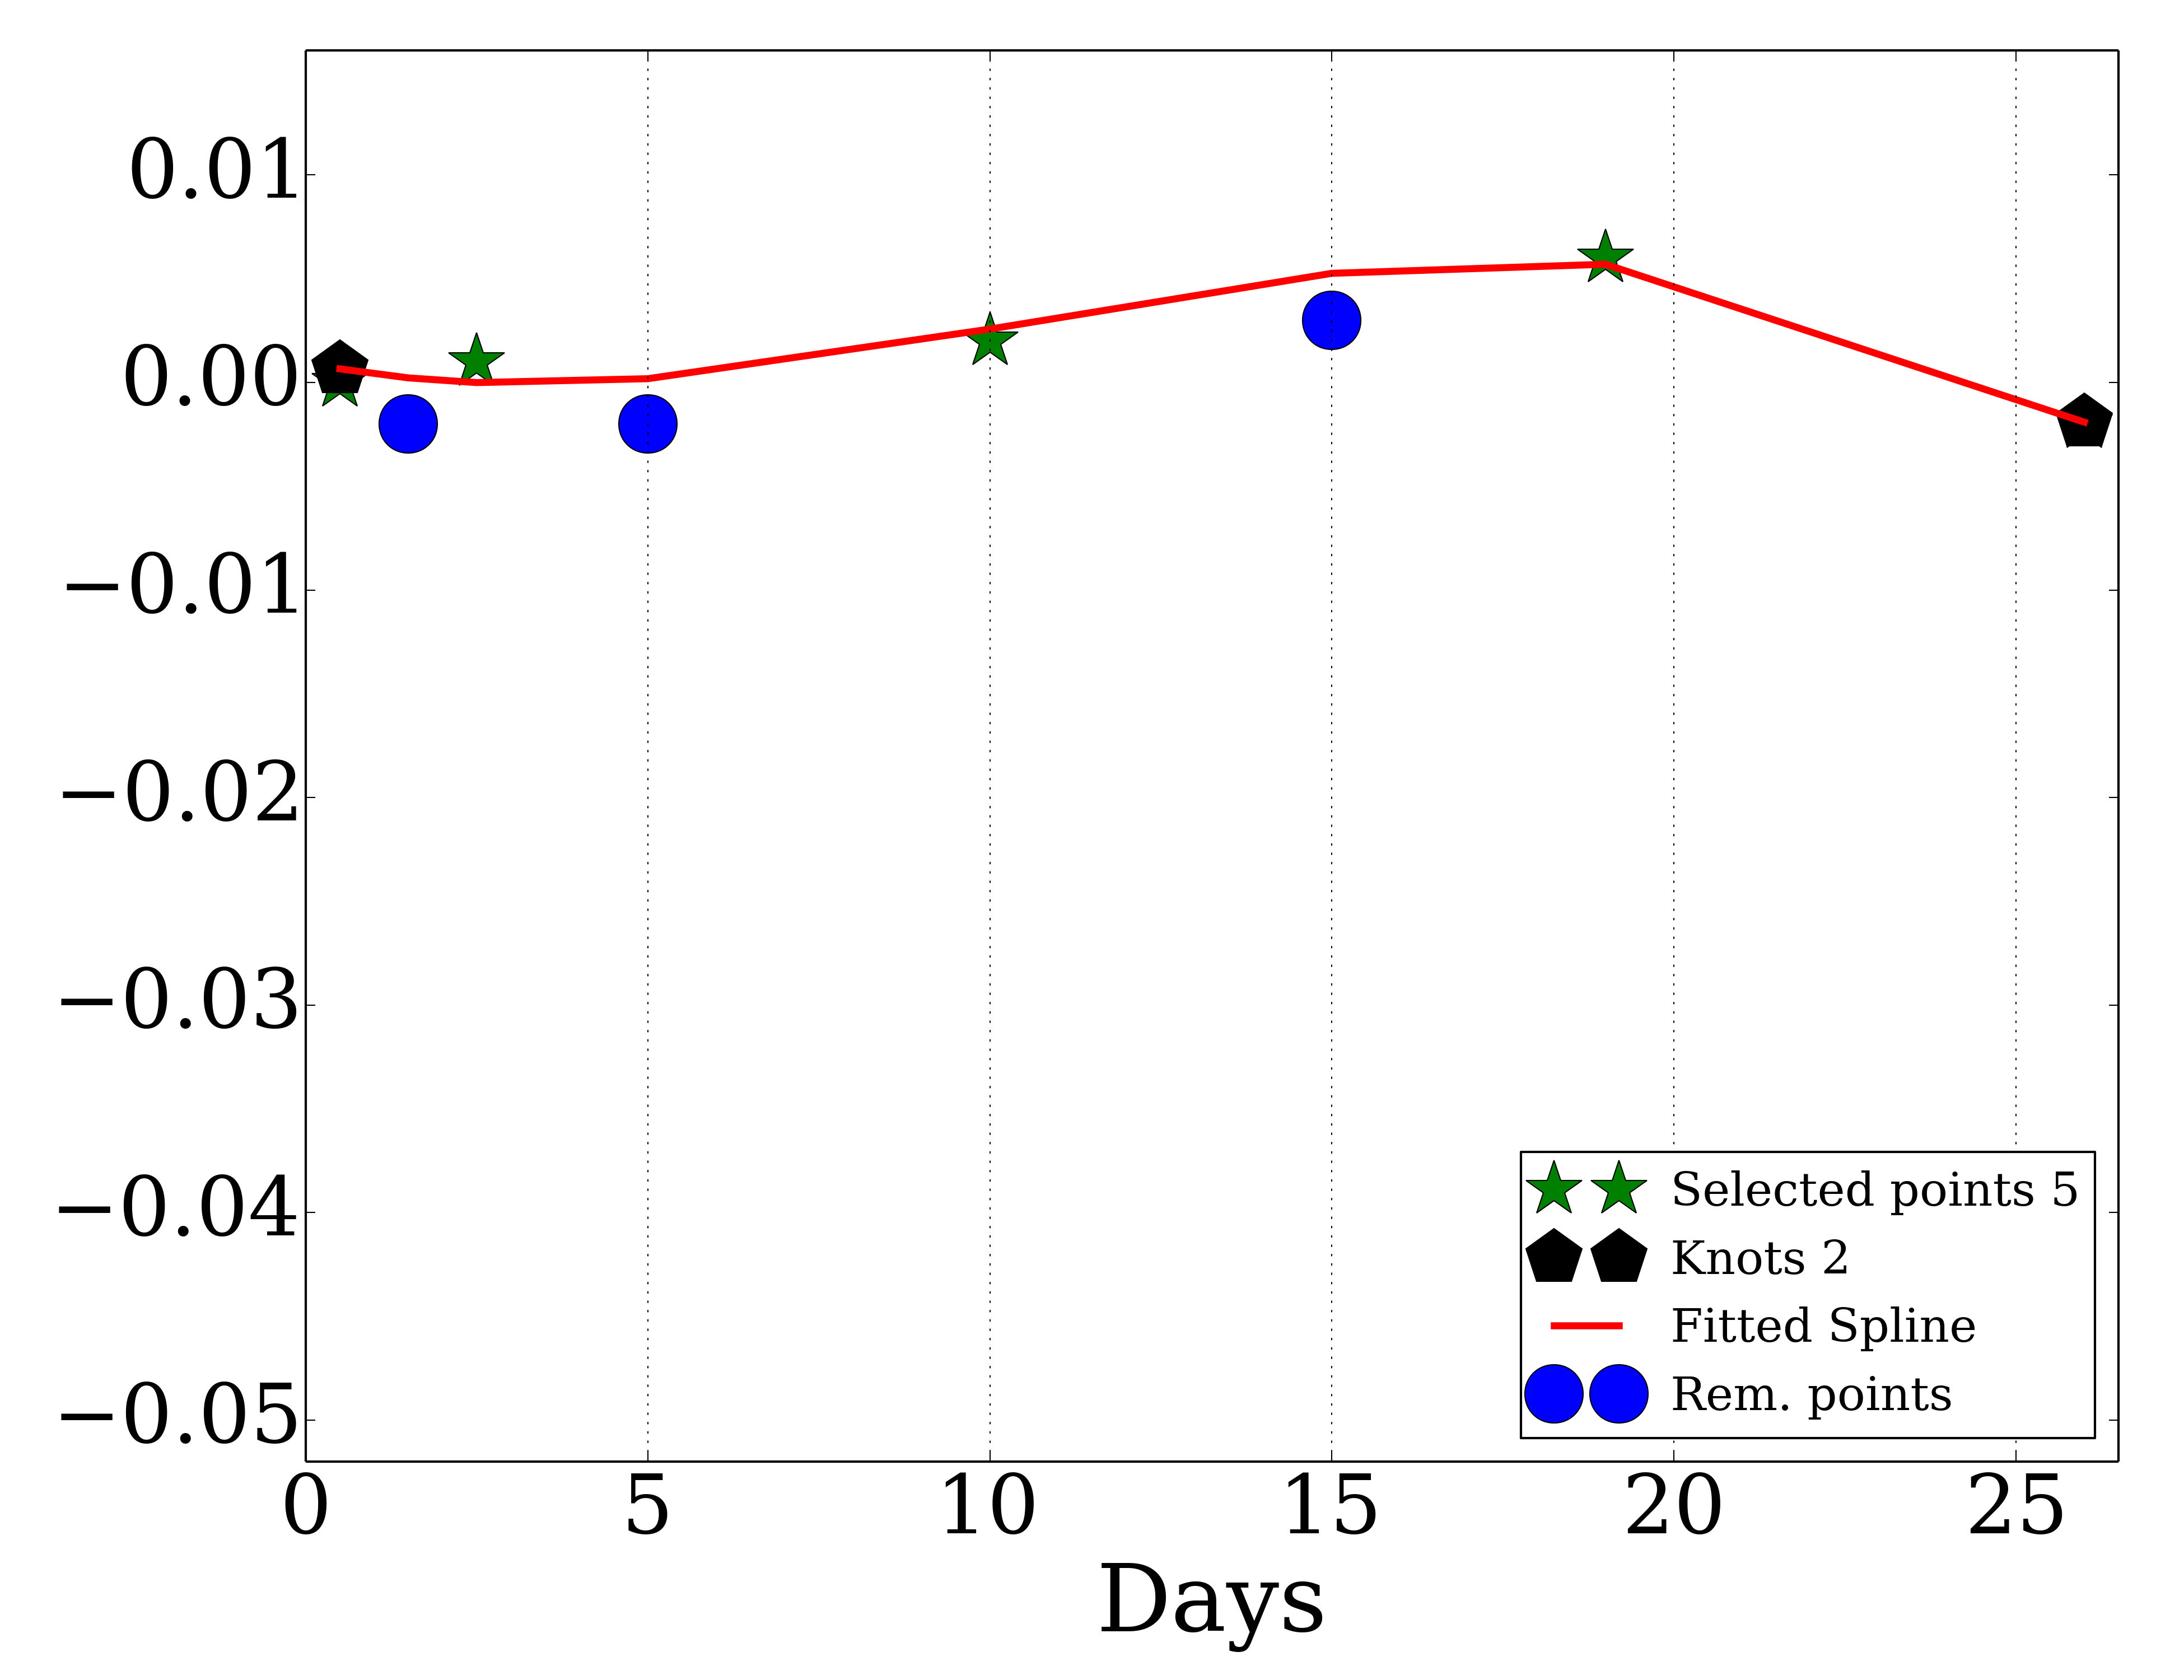 0.01
0.00
−0.01
−0.02
−0.03
−0.04
−0.05
0 5 10 15 20 25
Days
Selected points 5
Knots 2
Fitted Spline
Rem. points